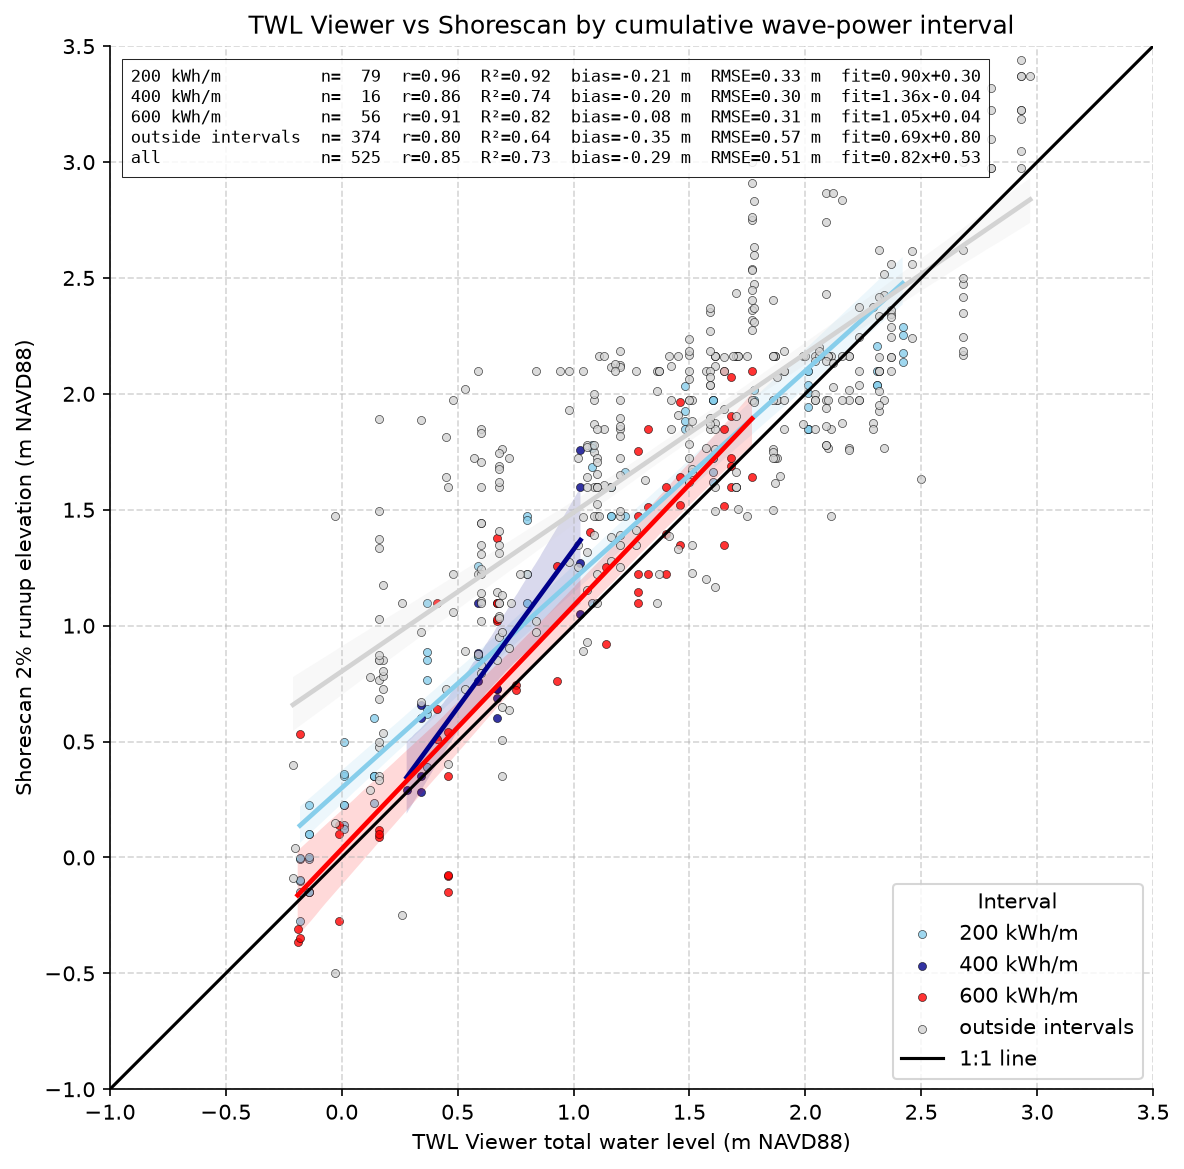 TWL Viewer vs Shorescan by cumulative wave-power interval
200 kWh/m n= 79 r=0.96 R²=0.92 bias=-0.21 m RMSE=0.33 m fit=0.90x+0.30
400 kWh/m n= 16 r=0.86 R²=0.74 bias=-0.20 m RMSE=0.30 m fit=1.36x-0.04
600 kWh/m n= 56 r=0.91 R²=0.82 bias=-0.08 m RMSE=0.31 m fit=1.05x+0.04
outside intervals n= 374 r=0.80 R²=0.64 bias=-0.35 m RMSE=0.57 m fit=0.69x+0.80
all n= 525 r=0.85 R²=0.73 bias=-0.29 m RMSE=0.51 m fit=0.82x+0.53
3.5
3.0
2.5
2.0
1.5
1.0
0.5
0.0
−0.5
−1.0
Shorescan 2% runup elevation (m NAVD88)
Interval
200 kWh/m
400 kWh/m
600 kWh/m
outside intervals
1:1 line
−1.0 −0.5 0.0 0.5 1.0 1.5 2.0 2.5 3.0 3.5
TWL Viewer total water level (m NAVD88)